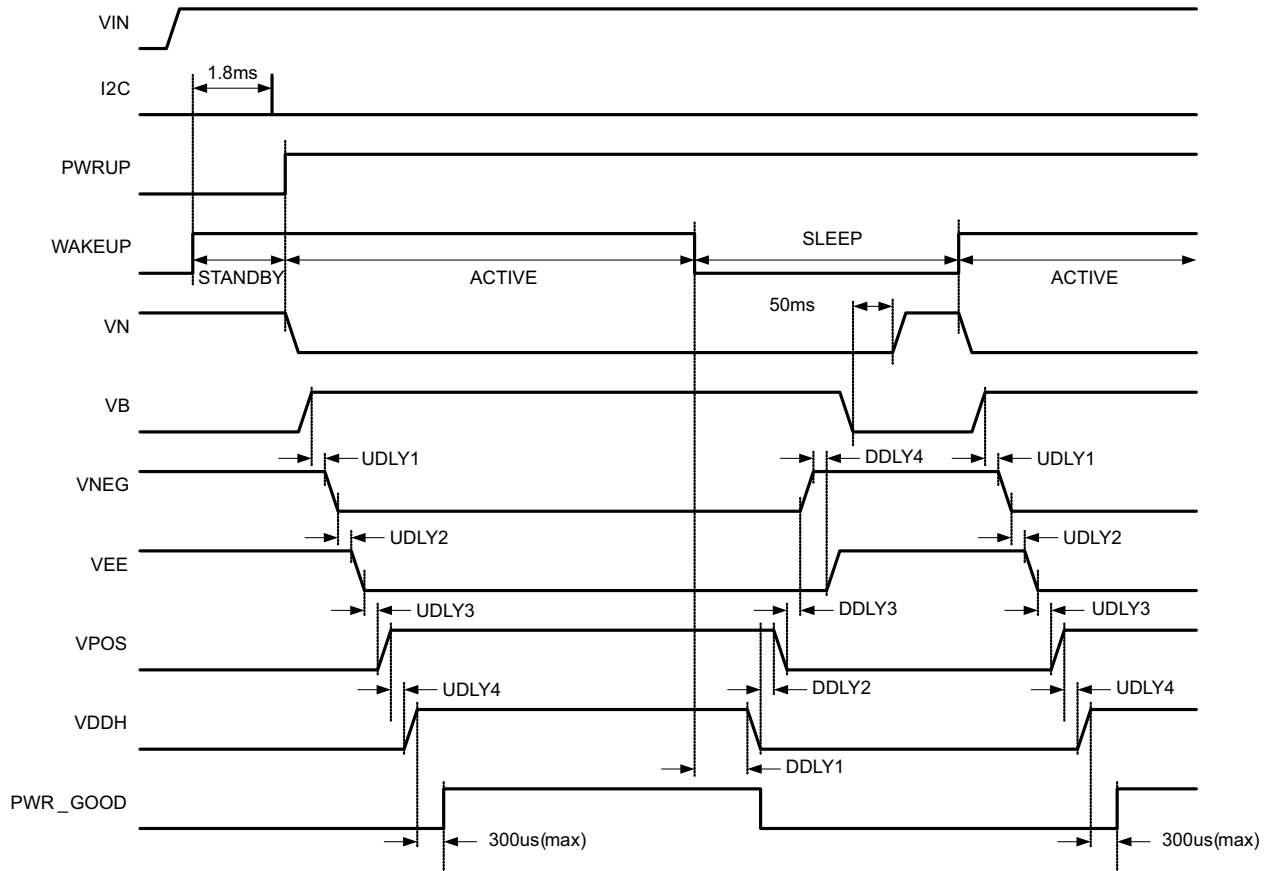 VIN
1.8ms
I2C
PWRUP
WAKEUP
SLEEP
STANDBY ACTIVE ACTIVE
50ms
VN
VB
UDLY1 DDLY4 UDLY1
VNEG
UDLY2 UDLY2
VEE
UDLY3 DDLY3 UDLY3
VPOS
UDLY4 DDLY2 UDLY4
VDDH
DDLY1
PWR_GOOD
300us(max) 300us(max)